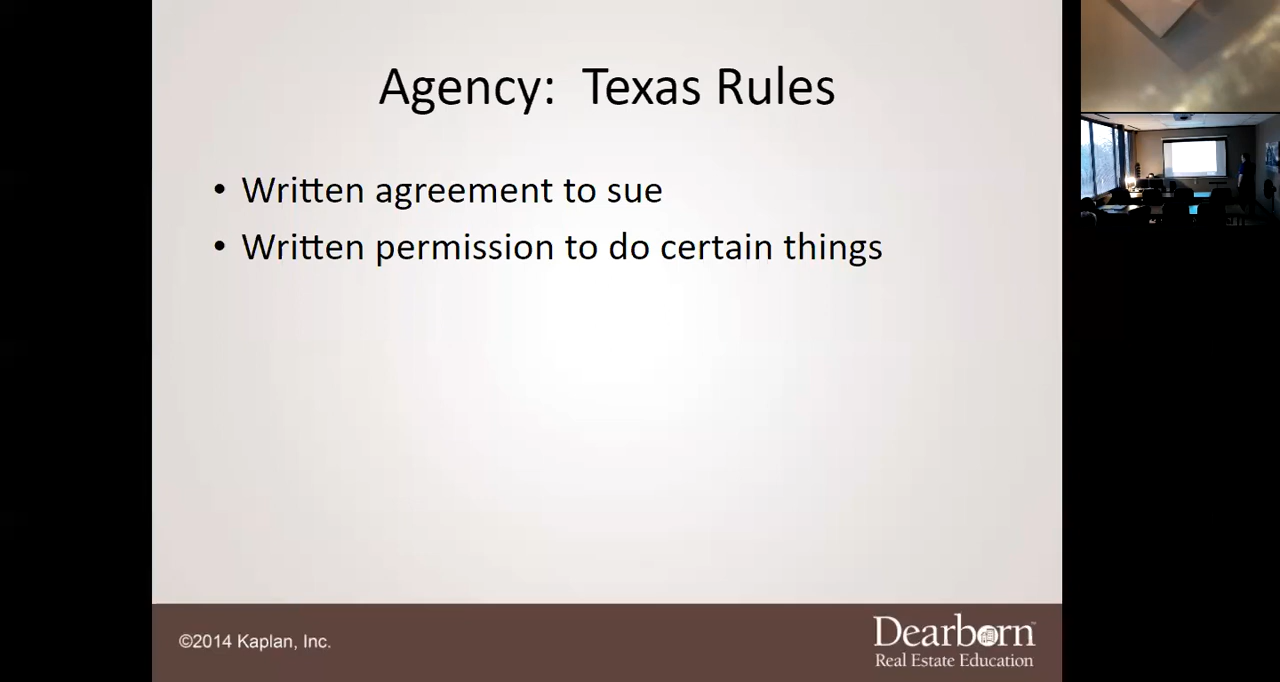 Agency: Texas Rules
• Written agreement to sue
• Written permission to do certain things
©2014 Kaplan, Inc.
Dearborn™
Real Estate Education